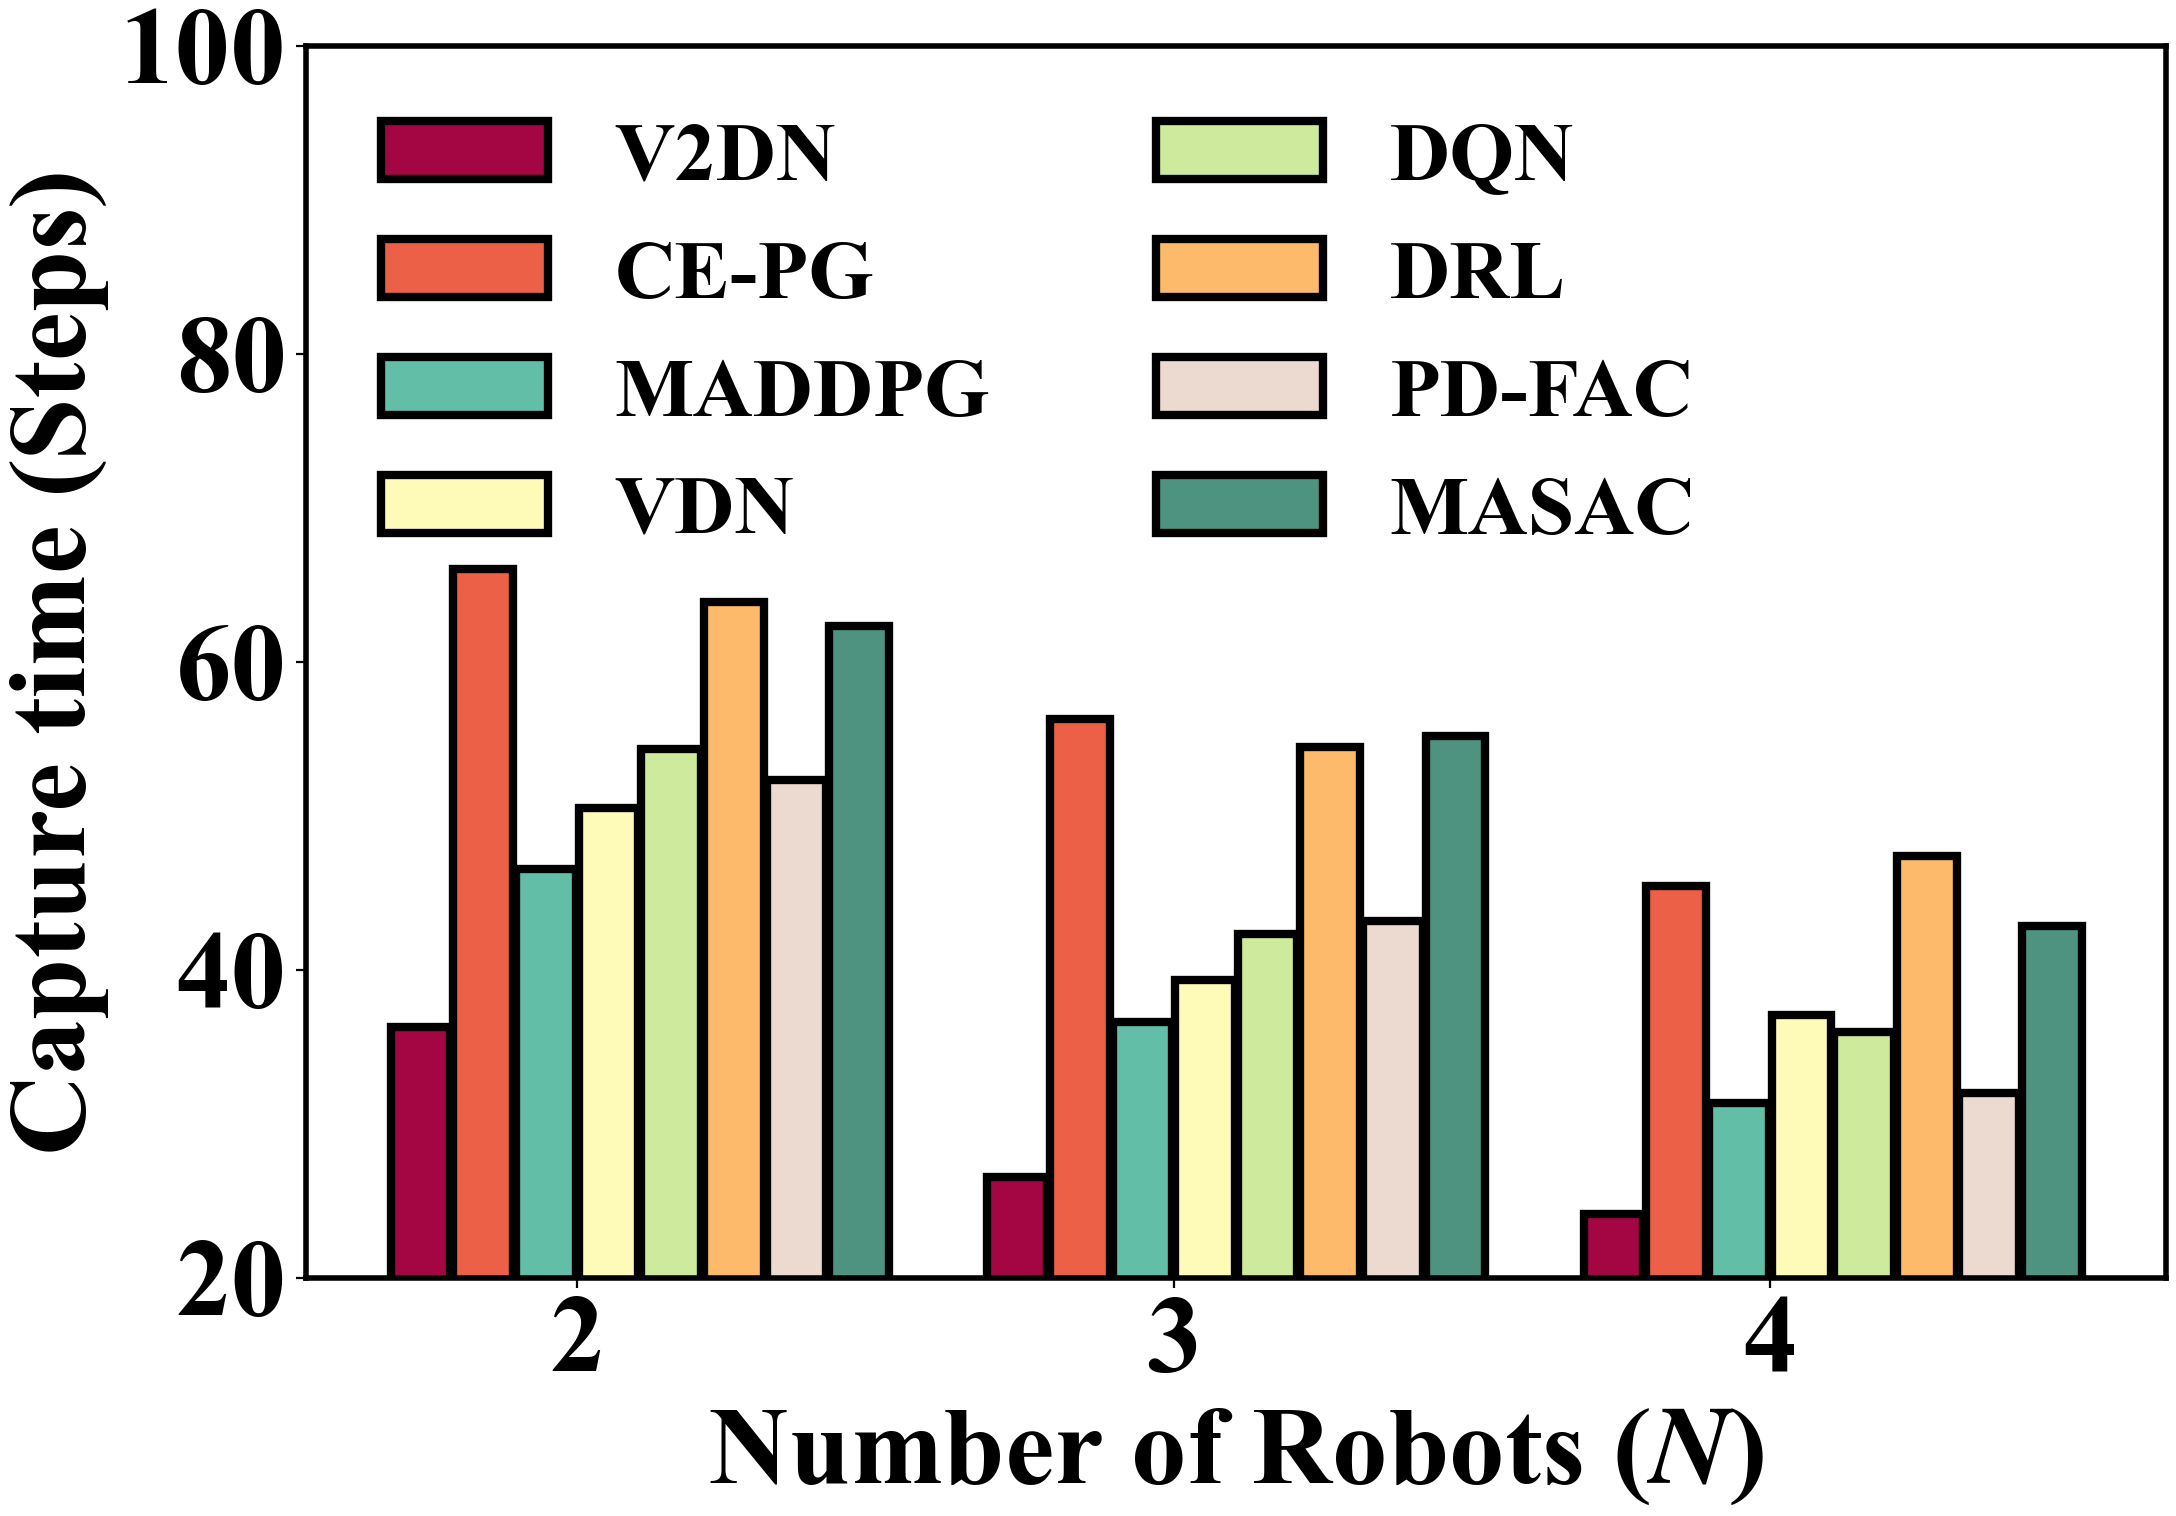 Capture time (Steps)
100
80
60
40
20
V2DN
CE-PG
MADDPG
VDN
DQN
DRL
PD-FAC
MASAC
2
3
4
Number of Robots (N)